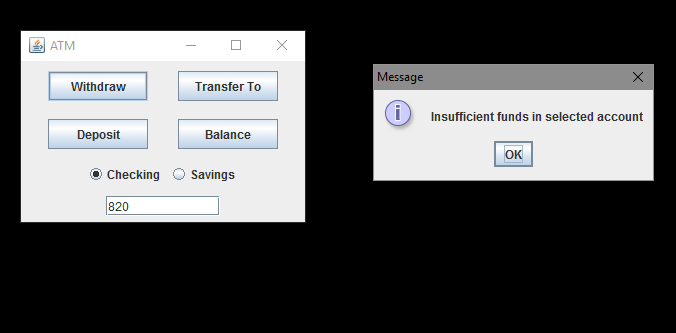 ATM
Withdraw
Transfer To
Deposit
Balance
Checking
Savings
820
Message
i
Insufficient funds in selected account
OK